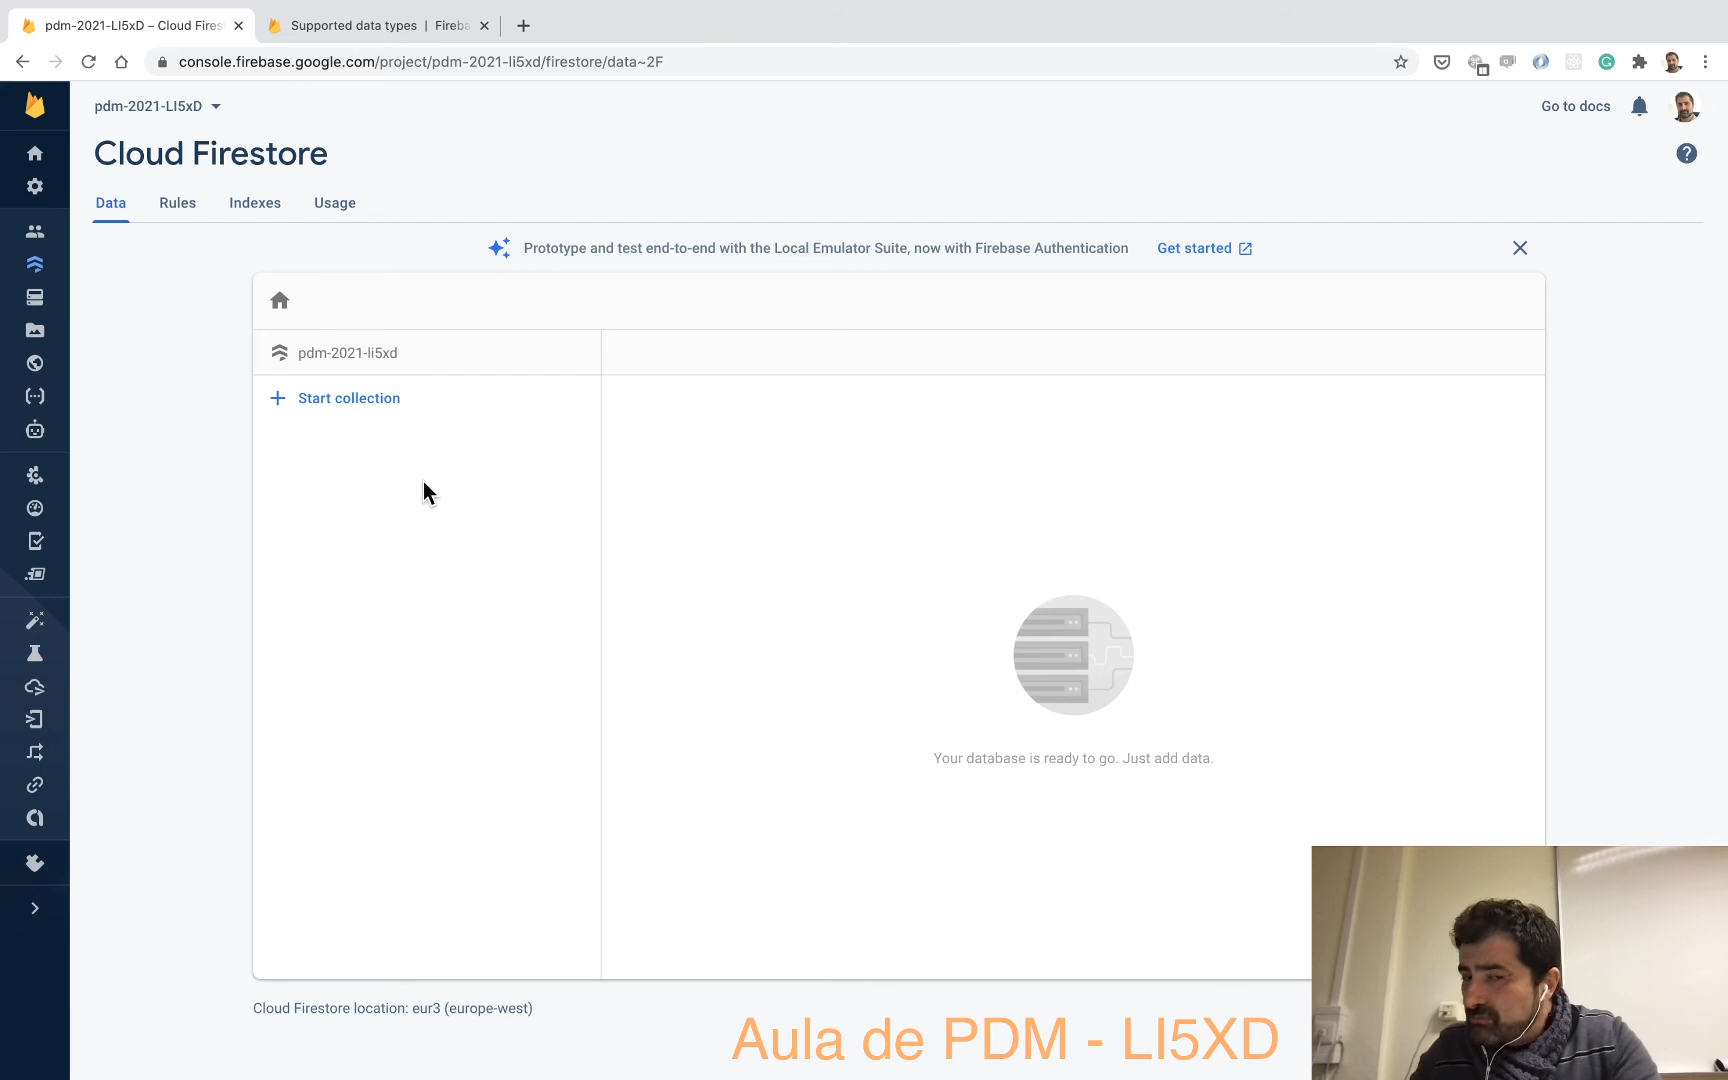 pdm-2021-LI5xD – Cloud Fires
Supported data types | Fireba
console.firebase.google.com/project/pdm-2021-li5xd/firestore/data~2F
pdm-2021-LI5xD
Go to docs
Cloud Firestore
Data
Rules
Indexes
Usage
Prototype and test end-to-end with the Local Emulator Suite, now with Firebase Authentication
Get started
pdm-2021-li5xd
Start collection
Your database is ready to go. Just add data.
Cloud Firestore location: eur3 (europe-west)
Aula de PDM - LI5XD